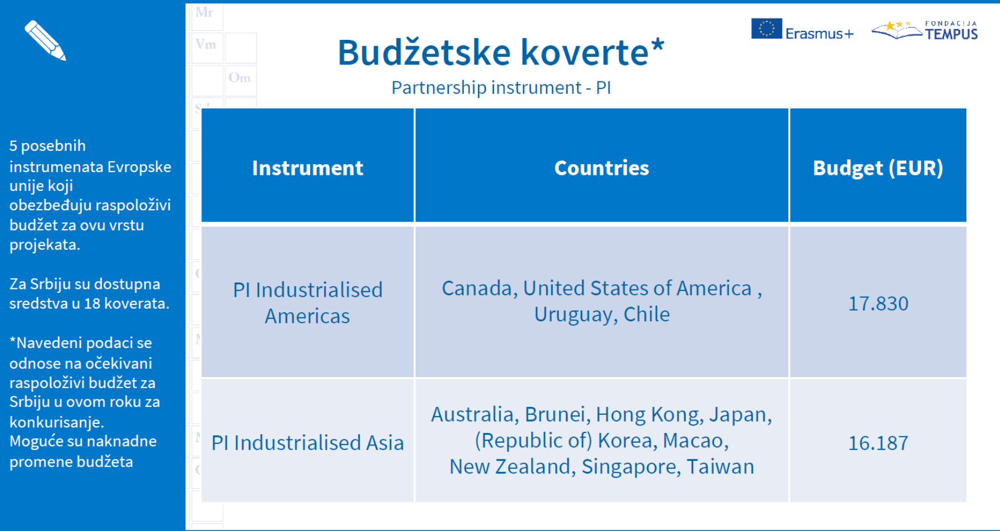 Mr
Vm
Om
Erasmus+
FONDACIJA
TEMPUS
Budžetske koverte*
Partnership instrument - PI
5 posebnih
instrumenata Evropske
unije koji
obezbeđuju raspoloživi
budžet za ovu vrstu
projekata.
Za Srbiju su dostupna
sredstva u 18 koverata.
*Navedeni podaci se
odnose na očekivani
raspoloživi budžet za
Srbiju u ovom roku za
konkurisanje.
Moguće su naknadne
promene budžeta
Instrument
Countries
Budget (EUR)
PI Industrialised
Americas
Canada, United States of America ,
Uruguay, Chile
17.830
PI Industrialised Asia
Australia, Brunei, Hong Kong, Japan,
(Republic of) Korea, Macao,
New Zealand, Singapore, Taiwan
16.187